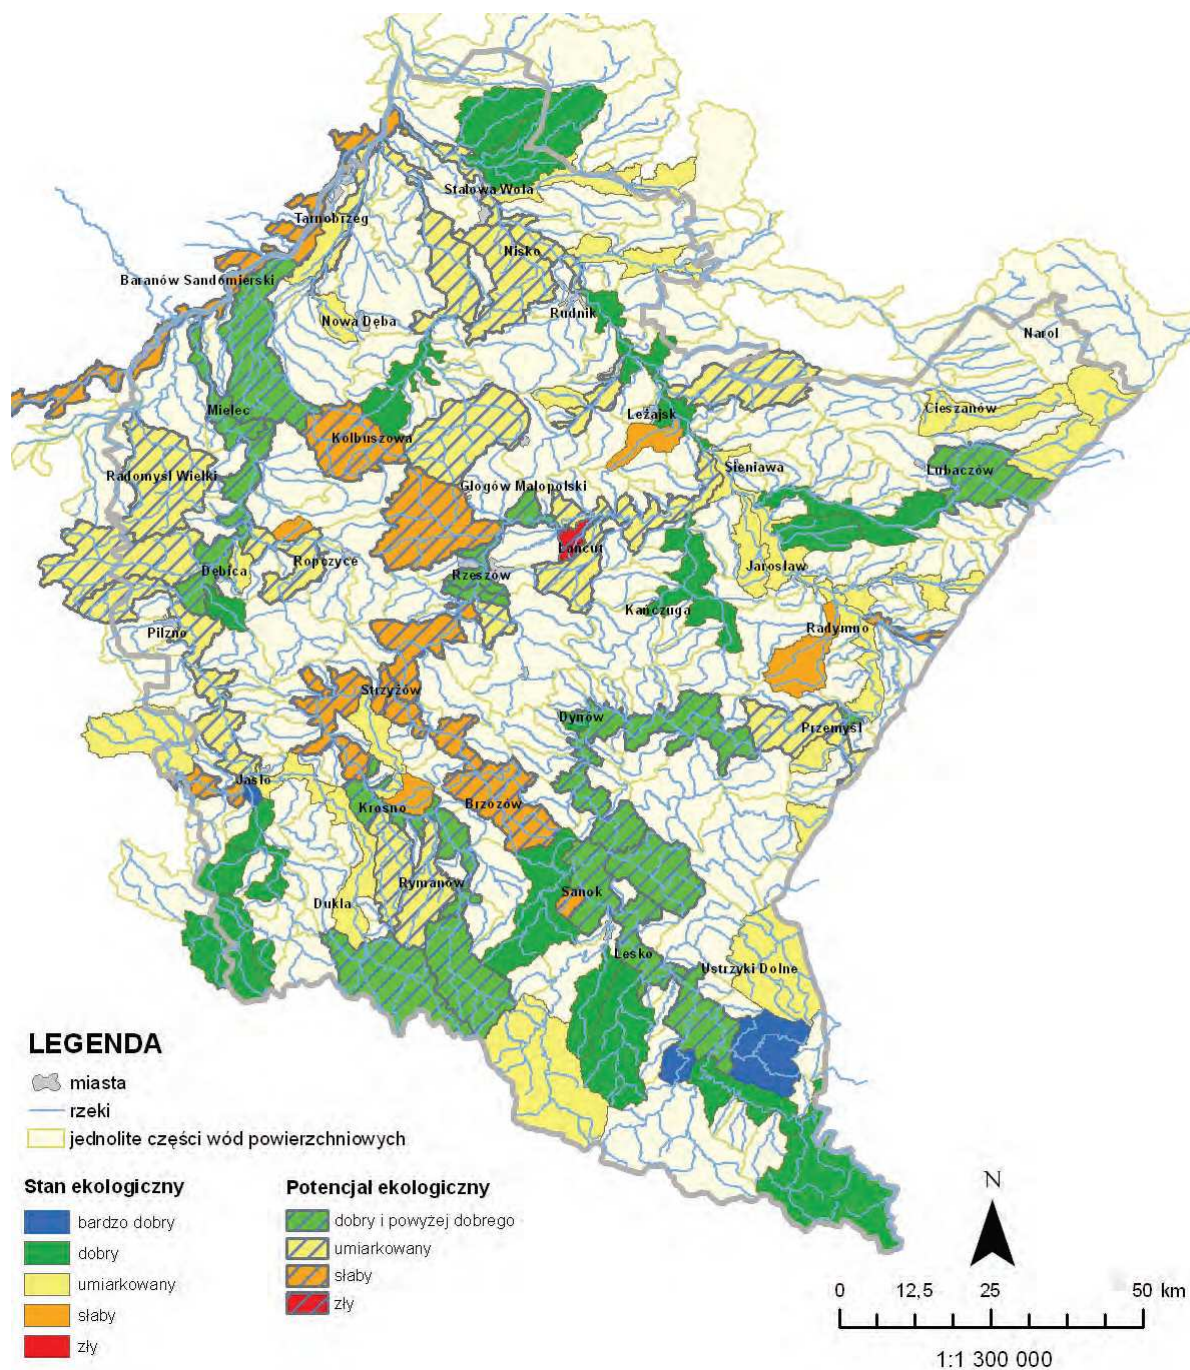 Stalowa Wola
Tarnobrzeg
Nisko
Baranów Sandomierski
Nowa Dęba
Rudnik
Narol
Mielec
Leżajsk
Cieszanów
Kolbuszowa
Radomyśl Wielki
Sieniawa
Lubaczów
Głogów Małopolski
Łańcut
Ropczyce
Dębica
Rzeszów
Jarosław
Kańczuga
Pilzno
Radymno
Strzyżów
Dynów
Przemyśl
Jasło
Krosno
Brzozów
Rymanów
Sanok
Dukla
Lesko
Ustrzyki Dolne
LEGENDA
miasta
rzeki
jednolite części wód powierzchniowych
Stan ekologiczny
bardzo dobry
dobry
umiarkowany
słaby
zły
Potencjał ekologiczny
dobry i powyżej dobrego
umiarkowany
słaby
zły
N
0 12,5 25 50 km
1:1 300 000